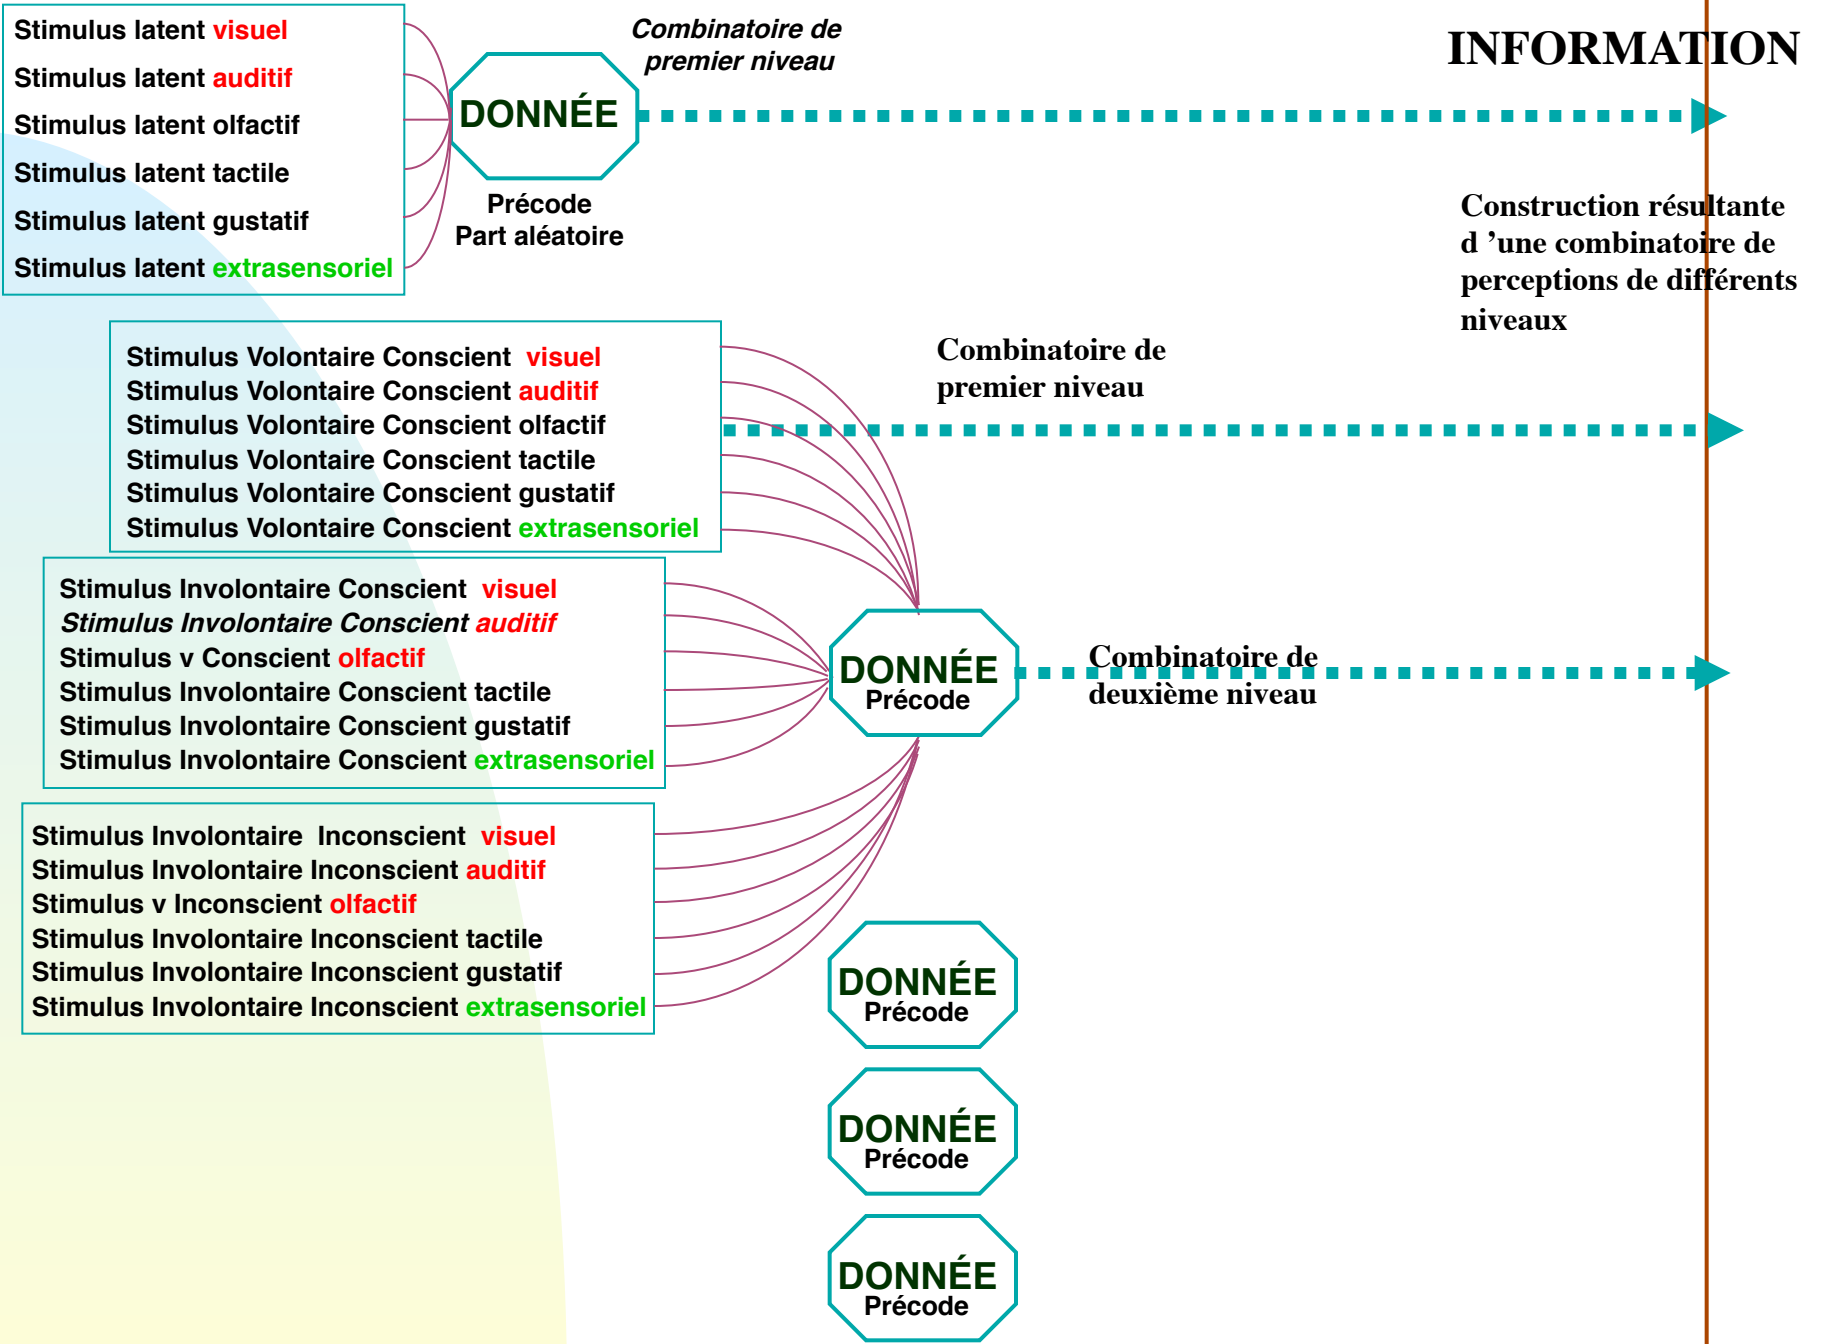 Stimulus latent visuel
Stimulus latent auditif
Stimulus latent olfactif
Stimulus latent tactile
Stimulus latent gustatif
Stimulus latent extrasensoriel
DONNÉE
Précode
Part aléatoire
Combinatoire de
premier niveau
INFORMATION
Construction résultante
d ’une combinatoire de
perceptions de différents
niveaux
Stimulus Volontaire Conscient visuel
Stimulus Volontaire Conscient auditif
Stimulus Volontaire Conscient olfactif
Stimulus Volontaire Conscient tactile
Stimulus Volontaire Conscient gustatif
Stimulus Volontaire Conscient extrasensoriel
Combinatoire de
premier niveau
Stimulus Involontaire Conscient visuel
Stimulus Involontaire Conscient auditif
Stimulus v Conscient olfactif
Stimulus Involontaire Conscient tactile
Stimulus Involontaire Conscient gustatif
Stimulus Involontaire Conscient extrasensoriel
DONNÉE
Précode
Combinatoire de
deuxième niveau
Stimulus Involontaire Inconscient visuel
Stimulus Involontaire Inconscient auditif
Stimulus v Inconscient olfactif
Stimulus Involontaire Inconscient tactile
Stimulus Involontaire Inconscient gustatif
Stimulus Involontaire Inconscient extrasensoriel
DONNÉE
Précode
DONNÉE
Précode
DONNÉE
Précode